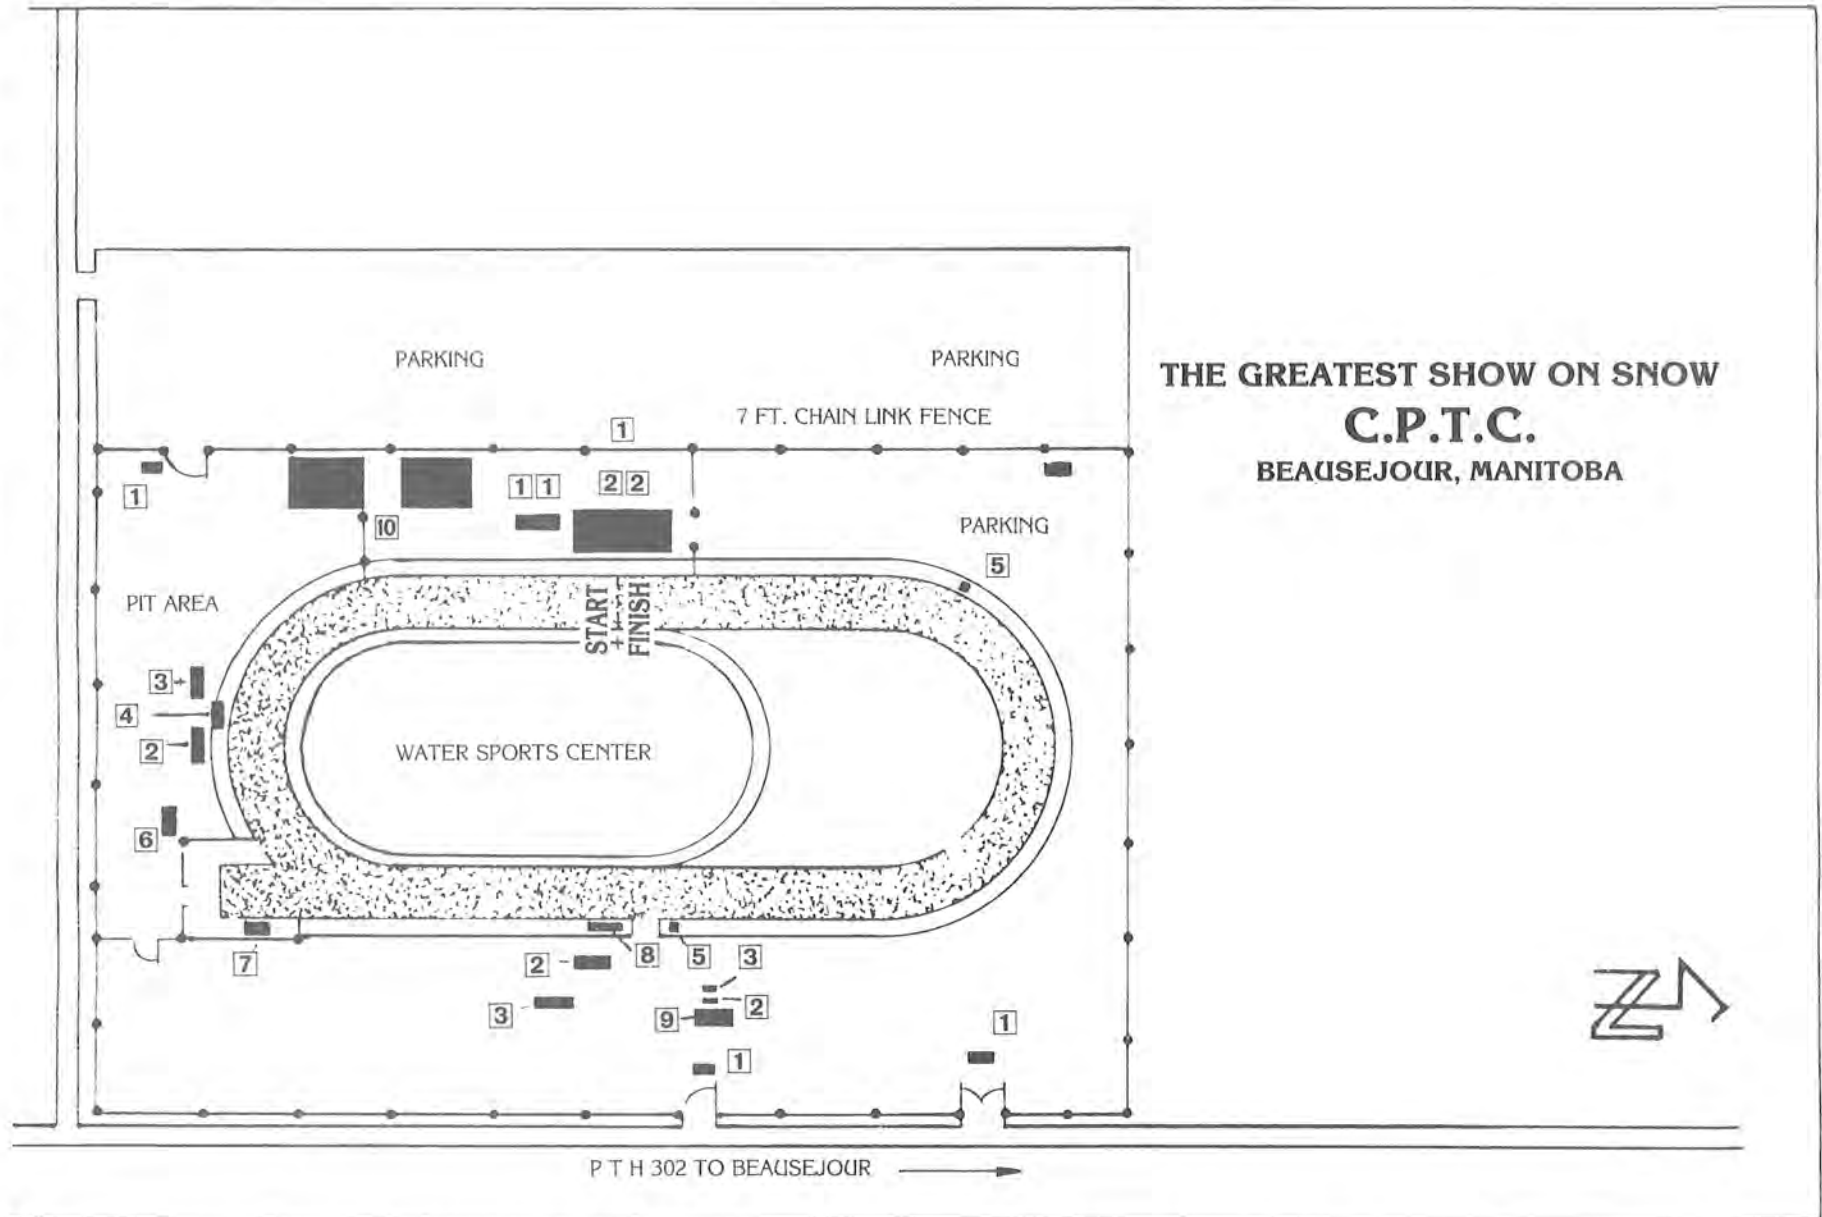 PARKING
PARKING
THE GREATEST SHOW ON SNOW
C.P.T.C.
BEAUSEJOUR, MANITOBA
7 FT. CHAIN LINK FENCE
1
1
1 1
2 2
10
PARKING
5
PIT AREA
START
FINISH
3
4
2
WATER SPORTS CENTER
6
7
2
8
5
3
3
9
2
1
1
P T H 302 TO BEAUSEJOUR